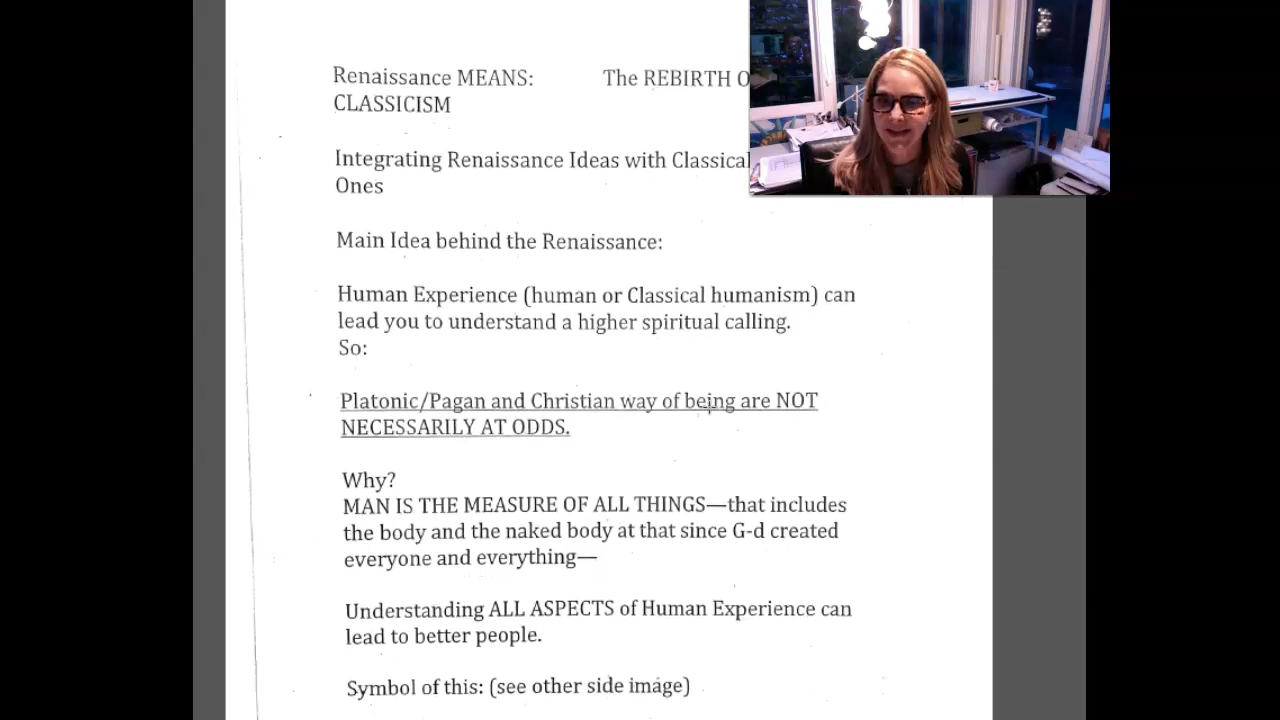 Renaissance MEANS: The REBIRTH O
CLASSICISM
Integrating Renaissance Ideas with Classical
Ones
Main Idea behind the Renaissance:
Human Experience (human or Classical humanism) can
lead you to understand a higher spiritual calling.
So:
Platonic/Pagan and Christian way of being are NOT
NECESSARILY AT ODDS.
Why?
MAN IS THE MEASURE OF ALL THINGS—that includes
the body and the naked body at that since G-d created
everyone and everything—
Understanding ALL ASPECTS of Human Experience can
lead to better people.
Symbol of this: (see other side image)